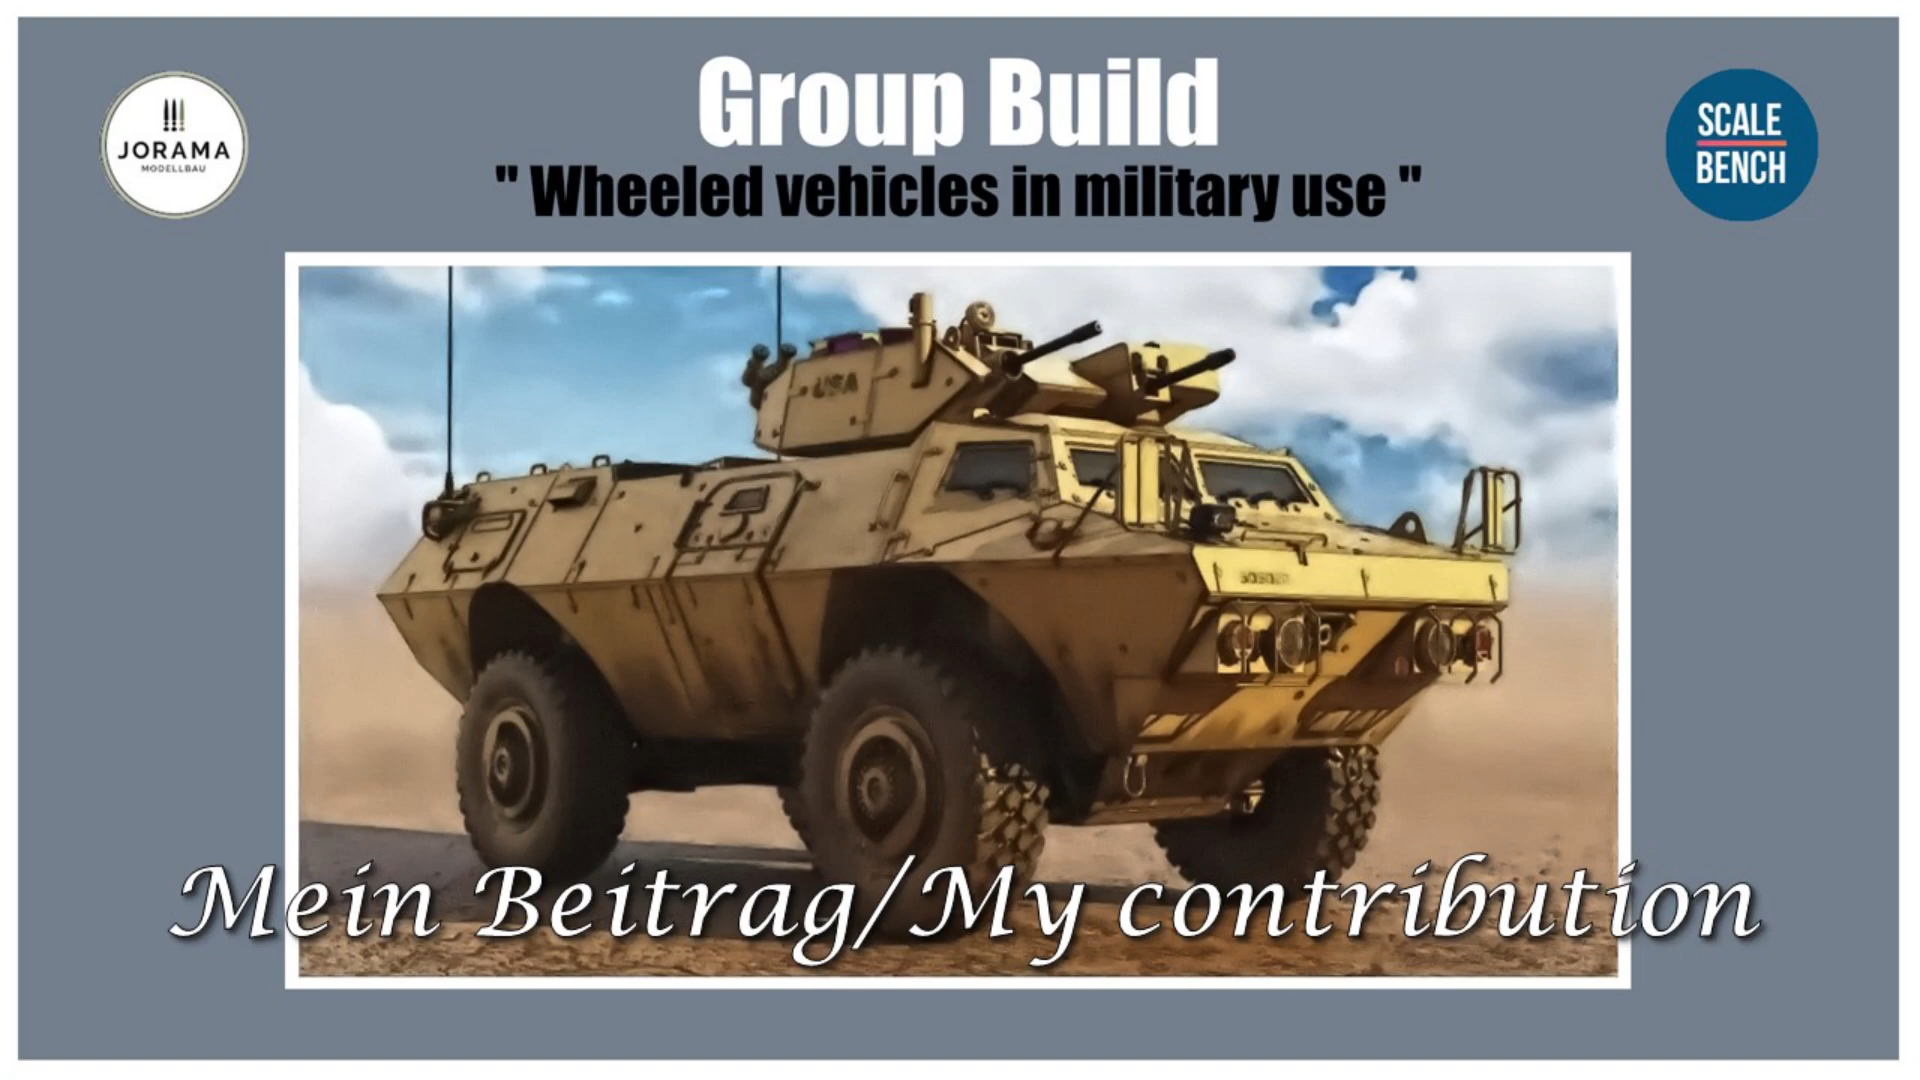 Group Build
" Wheeled vehicles in military use "
JORAMA
MODELLBAU
SCALE
BENCH
USA
Mein Beitrag/My contribution